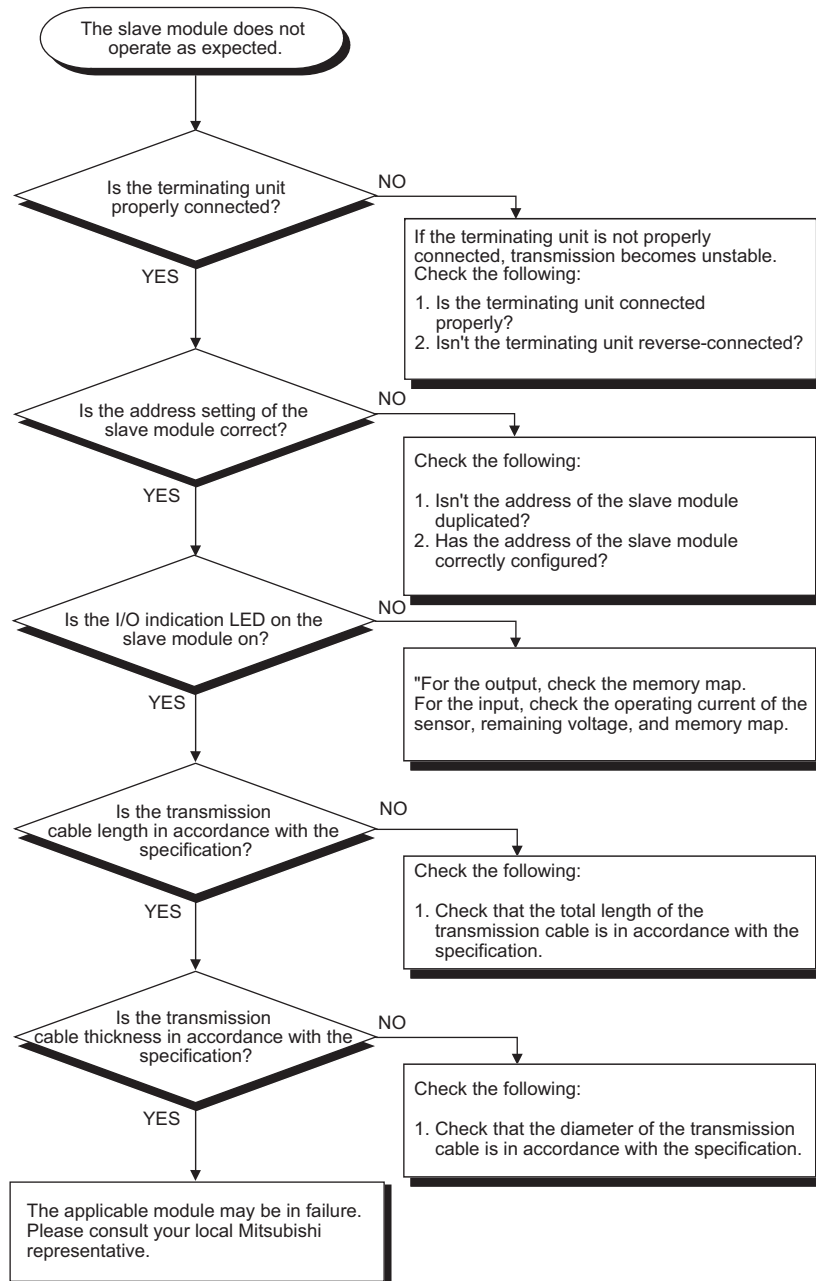 The slave module does not
operate as expected.
Is the terminating unit
properly connected?
NO
YES
If the terminating unit is not properly
connected, transmission becomes unstable.
Check the following:
1. Is the terminating unit connected
properly?
2. Isn't the terminating unit reverse-connected?
Is the address setting of the
slave module correct?
NO
YES
Check the following:
1. Isn't the address of the slave module
duplicated?
2. Has the address of the slave module
correctly configured?
Is the I/O indication LED on the
slave module on?
NO
YES
"For the output, check the memory map.
For the input, check the operating current of the
sensor, remaining voltage, and memory map.
Is the transmission
cable length in accordance with the
specification?
NO
YES
Check the following:
1. Check that the total length of the
transmission cable is in accordance with the
specification.
Is the transmission
cable thickness in accordance with the
specification?
NO
YES
Check the following:
1. Check that the diameter of the transmission
cable is in accordance with the specification.
The applicable module may be in failure.
Please consult your local Mitsubishi
representative.